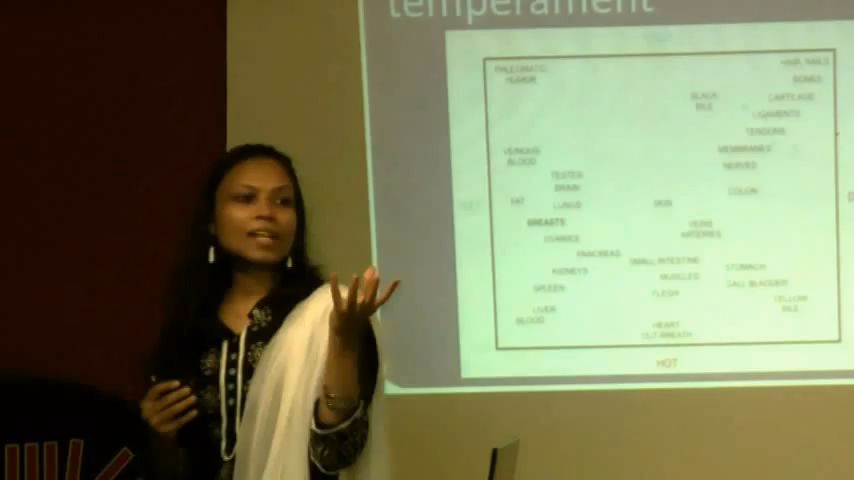 temperament
PHLEGMATIC
HUMOR
HAIR, NAILS
BONES
BLACK
BILE
CARTILAGE
LIGAMENTS
TENDONS
VENOUS
BLOOD
MEMBRANES
NERVES
TESTES
BRAIN
COLON
FAT
LUNGS
SKIN
BREASTS
OVARIES
VEINS
ARTERIES
PANCREAS
SMALL INTESTINE
KIDNEYS
STOMACH
MUSCLES
SPLEEN
FLESH
GALL BLADDER
YELLOW
BILE
LIVER
BLOOD
HEART
BREATH
HOT